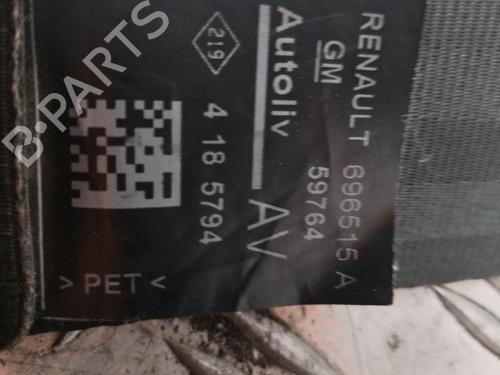 RENAULT 696515 A
GM 59764
Autoliv AV
219 4 18 5794
> PET <
B-PARTS